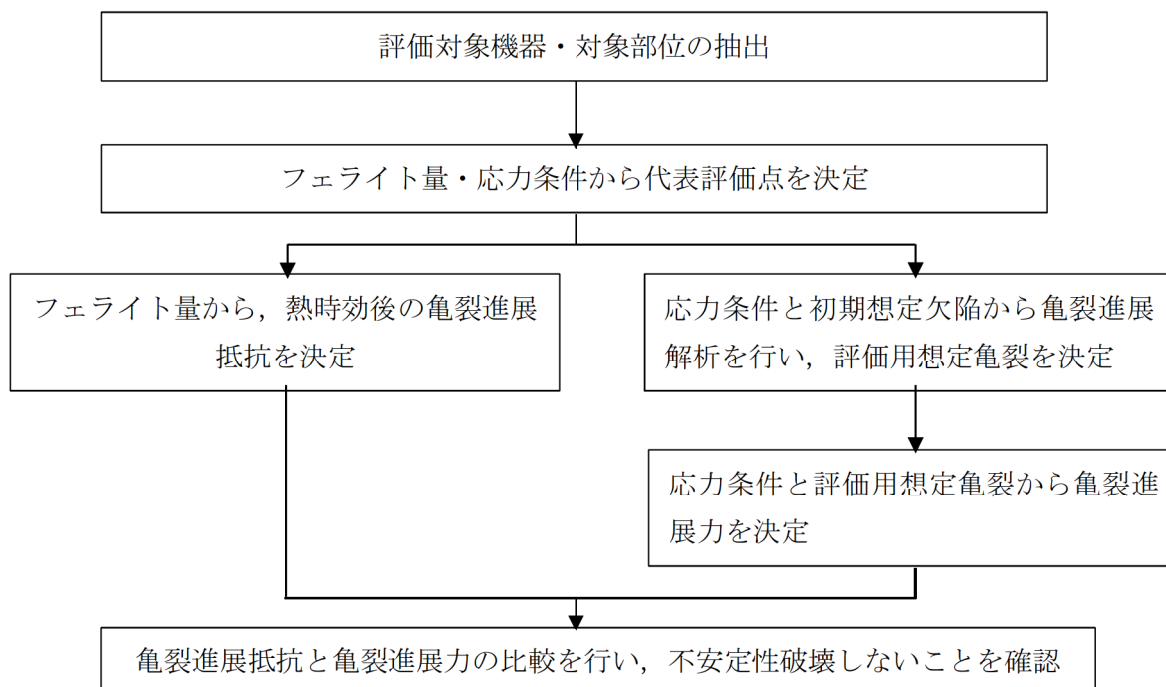 評価対象機器・対象部位の抽出
フェライト量・応力条件から代表評価点を決定
フェライト量から，熱時効後の亀裂進展
抵抗を決定
応力条件と初期想定欠陥から亀裂進展
解析を行い，評価用想定亀裂を決定
応力条件と評価用想定亀裂から亀裂進
展力を決定
亀裂進展抵抗と亀裂進展力の比較を行い，不安定性破壊しないことを確認